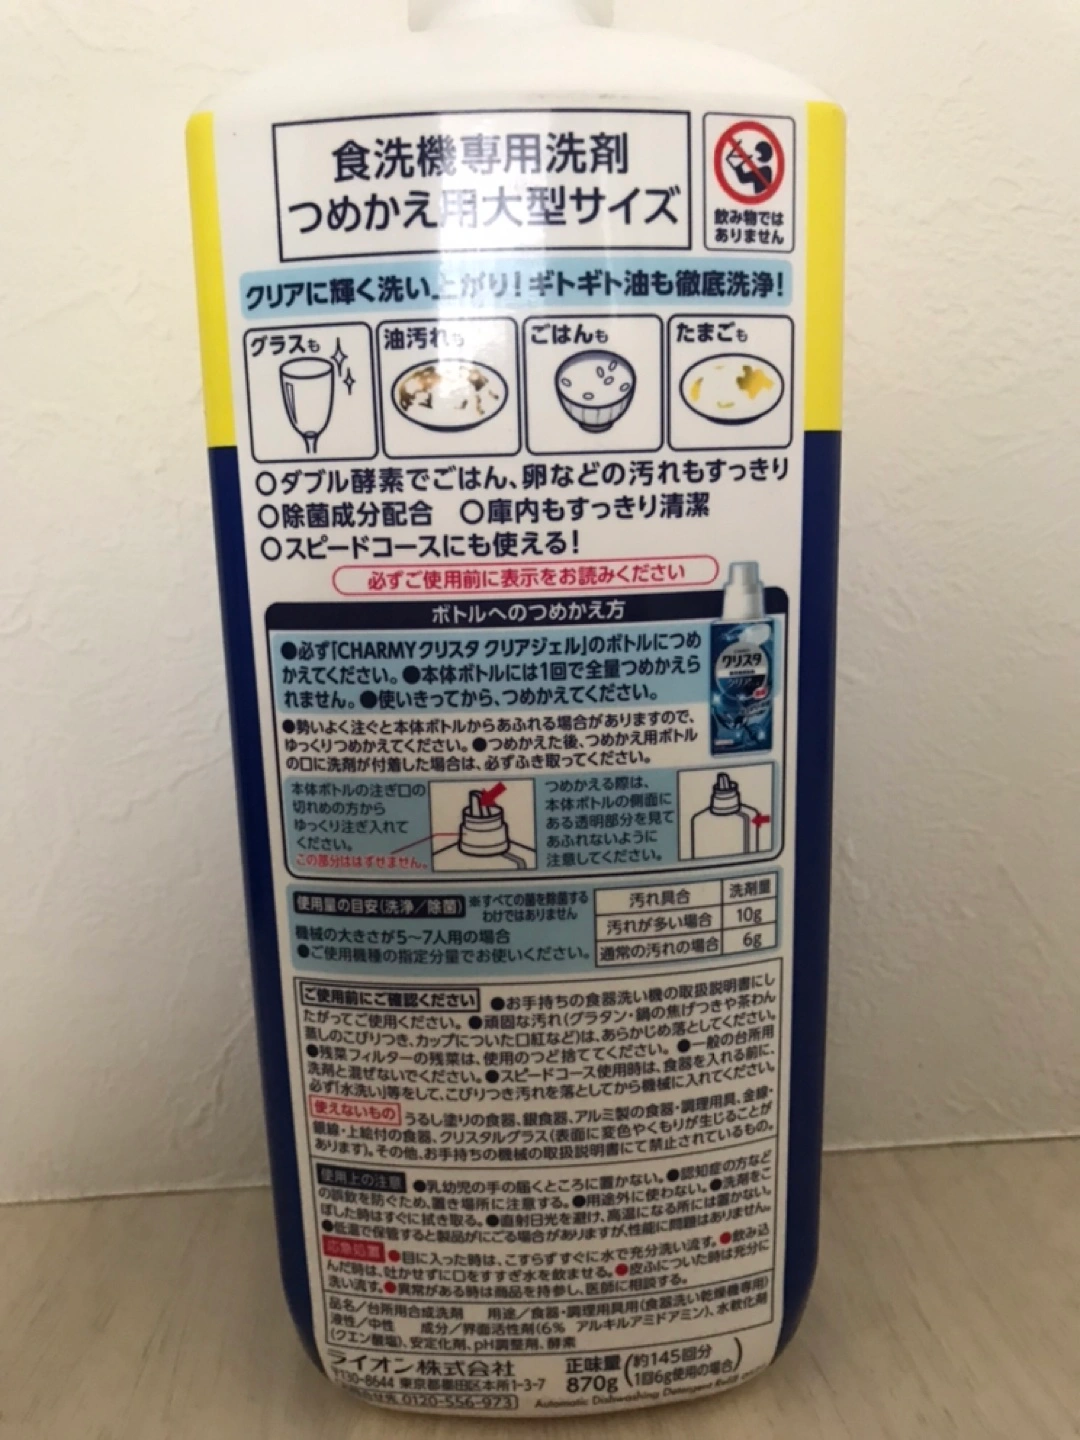 食洗機専用洗剤
つめかえ用大型サイズ
飲み物では
ありません
クリアに輝く洗い上がり!ギトギト油も徹底洗浄!
グラスも
油汚れも
ごはんも
たまごも
○ダブル酵素でごはん、卵などの汚れもすっきり
○除菌成分配合 ○庫内もすっきり清潔
○スピードコースにも使える!
必ずご使用前に表示をお読みください
ボトルへのつめかえ方
●必ず「CHARMYクリスタ クリアジェル」のボトルにつめ
かえてください。●本体ボトルには1回で全量つめかえら
れません。●使いきってから、つめかえてください。
クリスタ
●勢いよく注ぐと本体ボトルからあふれる場合がありますので、
ゆっくりつめかえてください。●つめかえた後、つめかえ用ボトル
の口に洗剤が付着した場合は、必ずふき取ってください。
本体ボトルの注ぎ口の
切れめの方から
ゆっくり注ぎ入れて
ください。
この部分ははずせません。
つめかえる際は、
本体ボトルの側面に
ある透明部分を見て
あふれないように
注意してください。
使用量の目安(洗浄/除菌) ※すべての菌を除菌する
わけではありません
機械の大きさが5〜7人用の場合
●ご使用機種の指定分量でお使いください。
汚れ具合 洗剤量
汚れが多い場合 10g
通常の汚れの場合 6g
ご使用前にご確認ください ●お手持ちの食器洗い機の取扱説明書にし
たがってご使用ください。●頑固な汚れ(グラタン・鍋の焦げつきや茶わん
蒸しのこびりつき、カップについた口紅など)は、あらかじめ落としてください。
●残菜フィルターの残菜は、使用のつど捨ててください。●一般の台所用
洗剤と混ぜないでください。●スピードコース使用時は、食器を入れる前に、
必ず「水洗い」等をして、こびりつき汚れを落としてから機械に入れてください。
使えないもの うるし塗りの食器、銀食器、アルミ製の食器・調理用具、金線・
銀線・上絵付の食器、クリスタルグラス(表面に変色やくもりが生じることが
あります)。その他、お手持ちの機械の取扱説明書にて禁止されているもの。
使用上の注意 ●乳幼児の手の届くところに置かない。●認知症の方など
の誤飲を防ぐため、置き場所に注意する。●用途外に使わない。●洗剤をこ
ぼした時はすぐに拭き取る。●直射日光を避け、高温になる所には置かない。
●低温で保管すると製品がにごる場合がありますが、性能に問題はありません。
応急処置 ●目に入った時は、こすらずすぐに水で充分洗い流す。●飲み込
んだ時は、吐かせずに口をすすぎ水を飲ませる。●皮ふについた時は充分に
洗い流す。●異常がある時は商品を持参し、医師に相談する。
品名/台所用合成洗剤 用途/食器・調理用具用(食器洗い乾燥機専用)
液性/中性 成分/界面活性剤(6% アルキルアミドアミン)、水軟化剤
(クエン酸塩)、安定化剤、pH調整剤、酵素
ライオン株式会社
〒130-8644 東京都墨田区本所1-3-7
0120-556-973
正味量
870g
(約145回分
1回6g使用の場合)
Automatic Dishwashing Detergent Refill